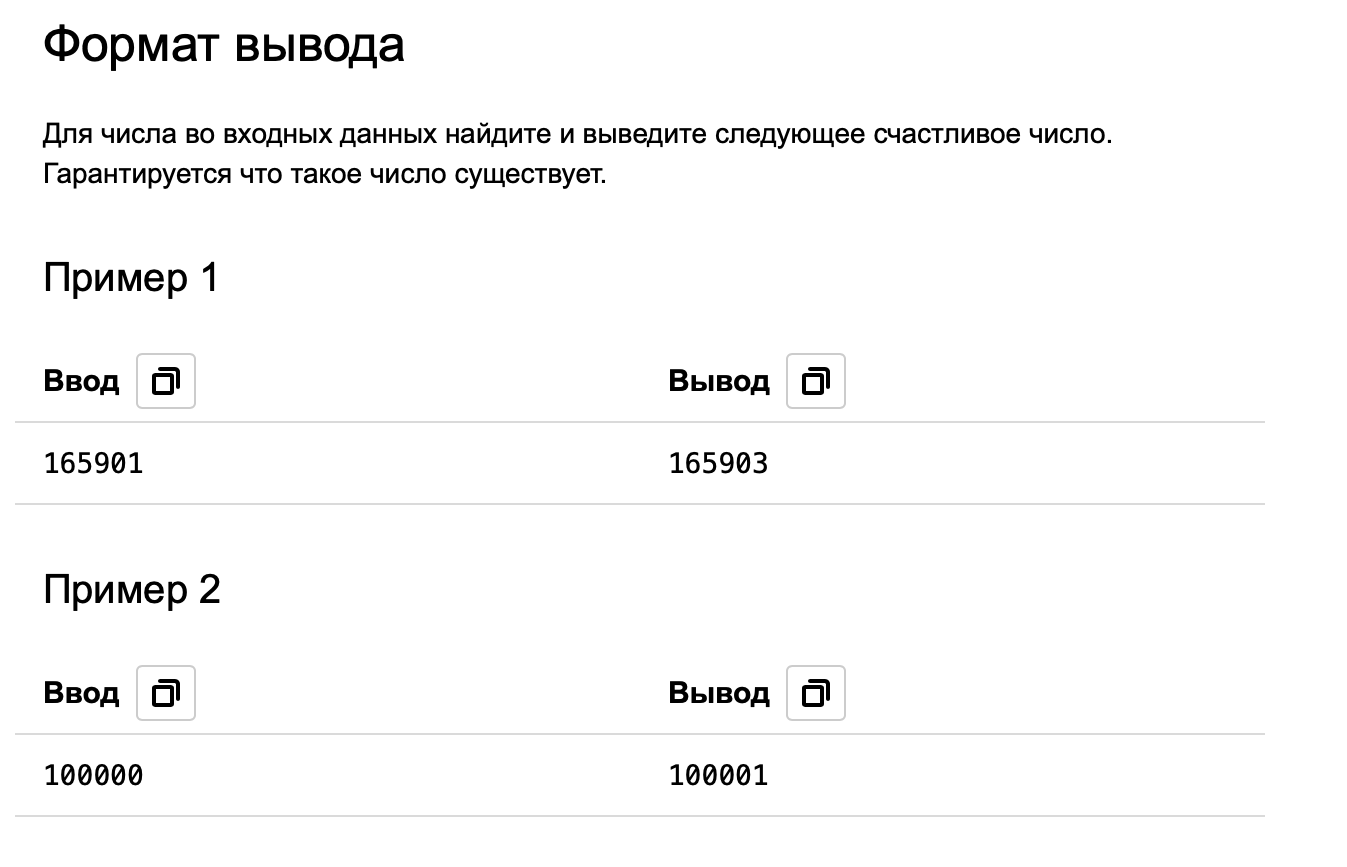 Формат вывода
Для числа во входных данных найдите и выведите следующее счастливое число.
Гарантируется что такое число существует.
Пример 1
Ввод Вывод
165901 165903
Пример 2
Ввод Вывод
100000 100001